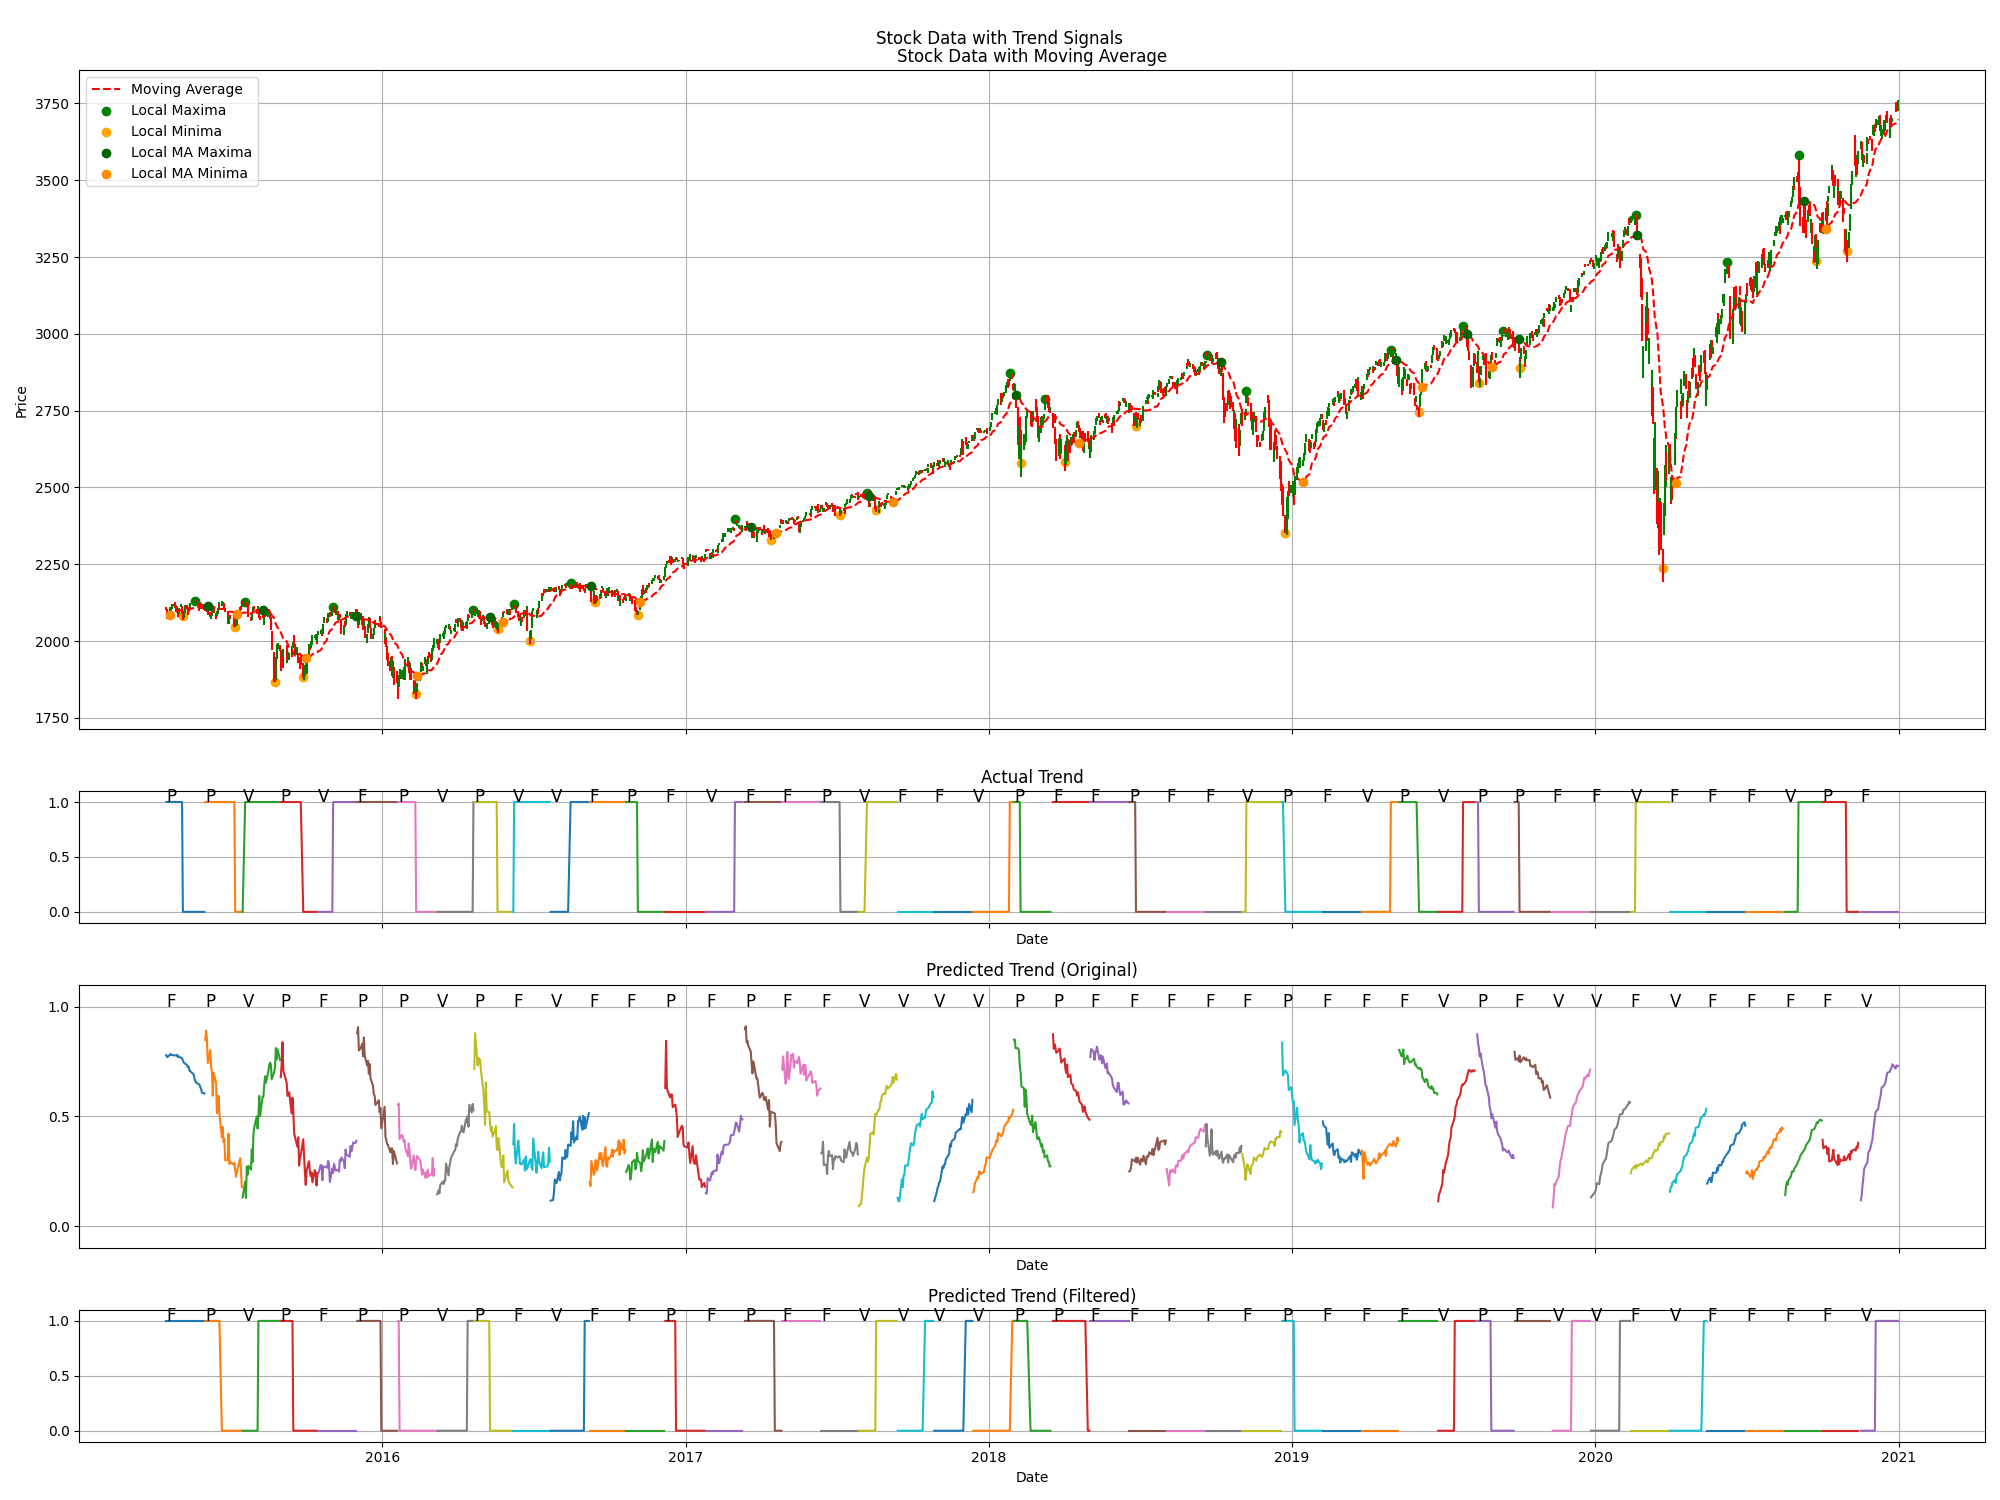 Stock Data with Trend Signals
Stock Data with Moving Average
Moving Average
Local Maxima
Local Minima
Local MA Maxima
Local MA Minima
3750
3500
3250
3000
2750
2500
2250
2000
1750
Price
Actual Trend
P P V P V F P V P V V F P F V F F P V F F V P F F P F F V P F V P V P P F F V F F F V P F
1.0
0.5
0.0
Date
Predicted Trend (Original)
F P V P F P P V P F V F F P F P F F V V V V P P F F F F F P F F F V P F V V F V F F F F V
1.0
0.5
0.0
Date
Predicted Trend (Filtered)
F P V P F P P V P F V F F P F P F F V V V V P P F F F F F P F F F V P F V V F V F F F F V
1.0
0.5
0.0
2016 2017 2018 2019 2020 2021
Date